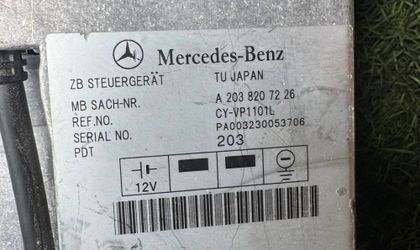 Mercedes-Benz
ZB STEUERGERÄT TU JAPAN
MB SACH-NR. A 203 820 72 26
REF.NO. CY-VP1101L
SERIAL NO. PA003230053706
PDT 203
12V